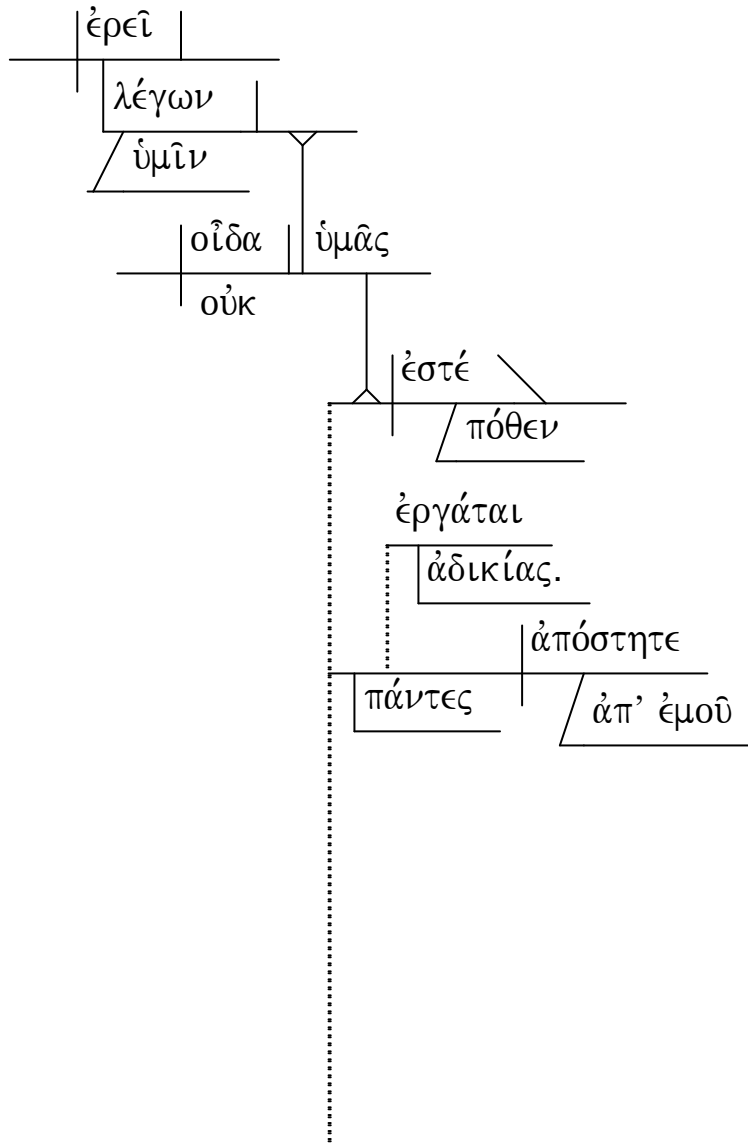 ἐρεῖ
λέγων
ὑμῖν
οἶδα ὑμᾶς
οὐκ
ἐστέ
πόθεν
ἐργάται
ἀδικίας.
ἀπόστητε
πάντες ἀπ’ ἐμοῦ